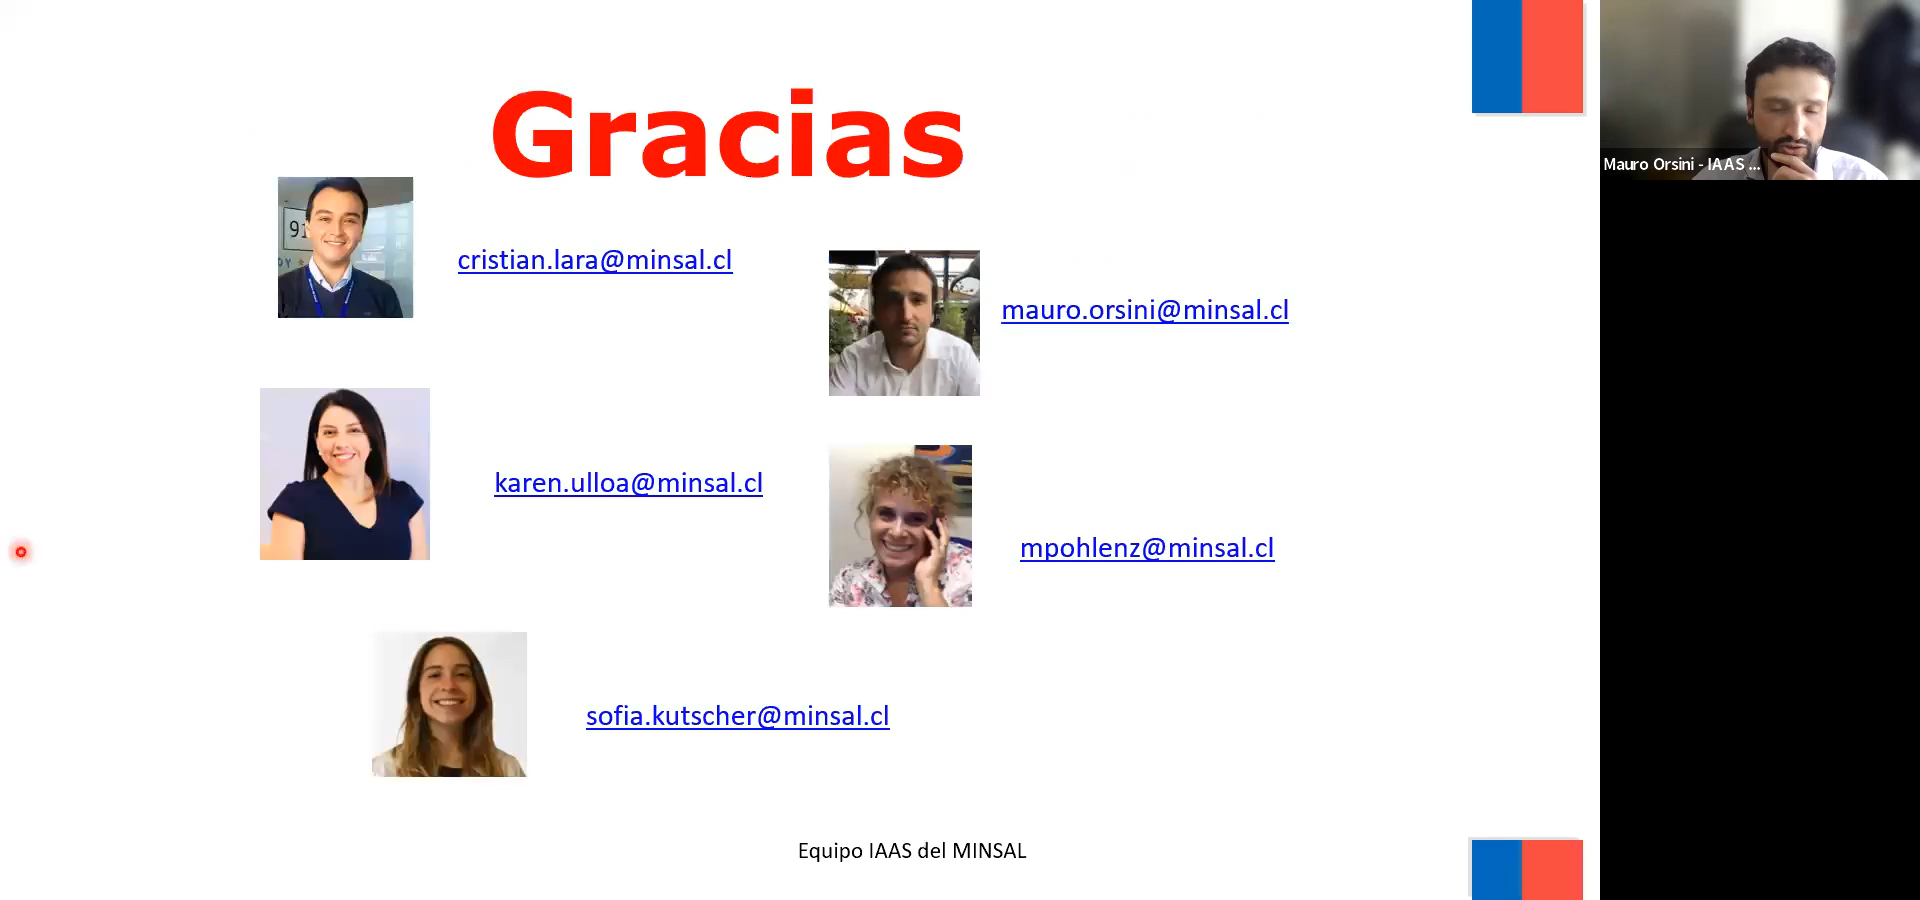 Gracias
91
cristian.lara@minsal.cl
mauro.orsini@minsal.cl
karen.ulloa@minsal.cl
mpohlenz@minsal.cl
sofia.kutscher@minsal.cl
Equipo IAAS del MINSAL
Mauro Orsini - IAAS ...